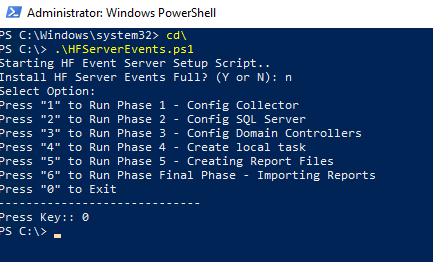 Administrator: Windows PowerShell
PS C:\Windows\system32> cd\
PS C:\> .\HFServerEvents.ps1
Starting HF Event Server Setup Script..
Install HF Server Events Full? (Y or N): n
Select Option:
Press "1" to Run Phase 1 - Config Collector
Press "2" to Run Phase 2 - Config SQL Server
Press "3" to Run Phase 3 - Config Domain Controllers
Press "4" to Run Phase 4 - Create local task
Press "5" to Run Phase 5 - Creating Report Files
Press "6" to Run Phase Final Phase - Importing Reports
Press "0" to Exit
-----------------------------
Press Key:: 0
PS C:\>